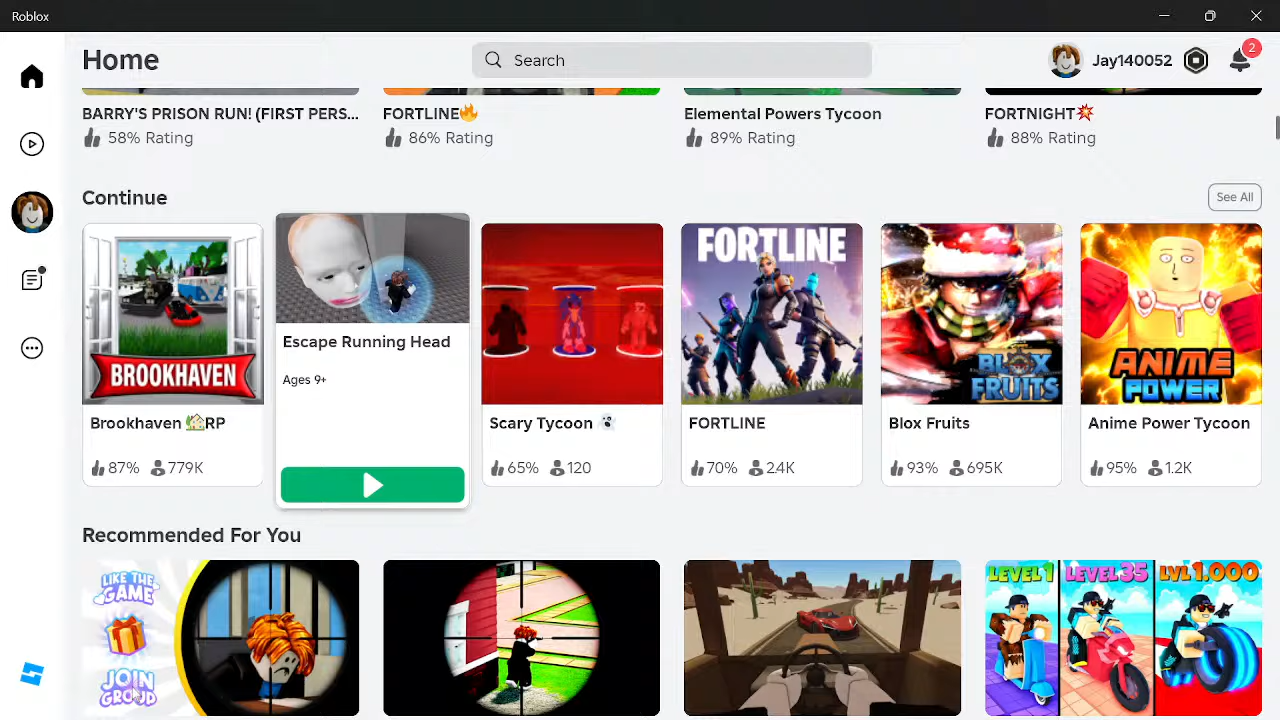 Roblox
Home
Search
Jay140052
2
BARRY'S PRISON RUN! (FIRST PERS...
FORTLINE🔥
Elemental Powers Tycoon
FORTNIGHT💥
58% Rating
86% Rating
89% Rating
88% Rating
Continue
See All
BROOKHAVEN
FORTLINE
BLOX
FRUITS
ANIME
POWER
Brookhaven 🏡RP
87% 779K
Escape Running Head
Ages 9+
Scary Tycoon 👻
65% 120
FORTLINE
70% 2.4K
Blox Fruits
93% 695K
Anime Power Tycoon
95% 1.2K
Recommended For You
LIKE THE
GAME
JOIN
GROUP
LEVEL 1
LEVEL 35
LVL 1,000